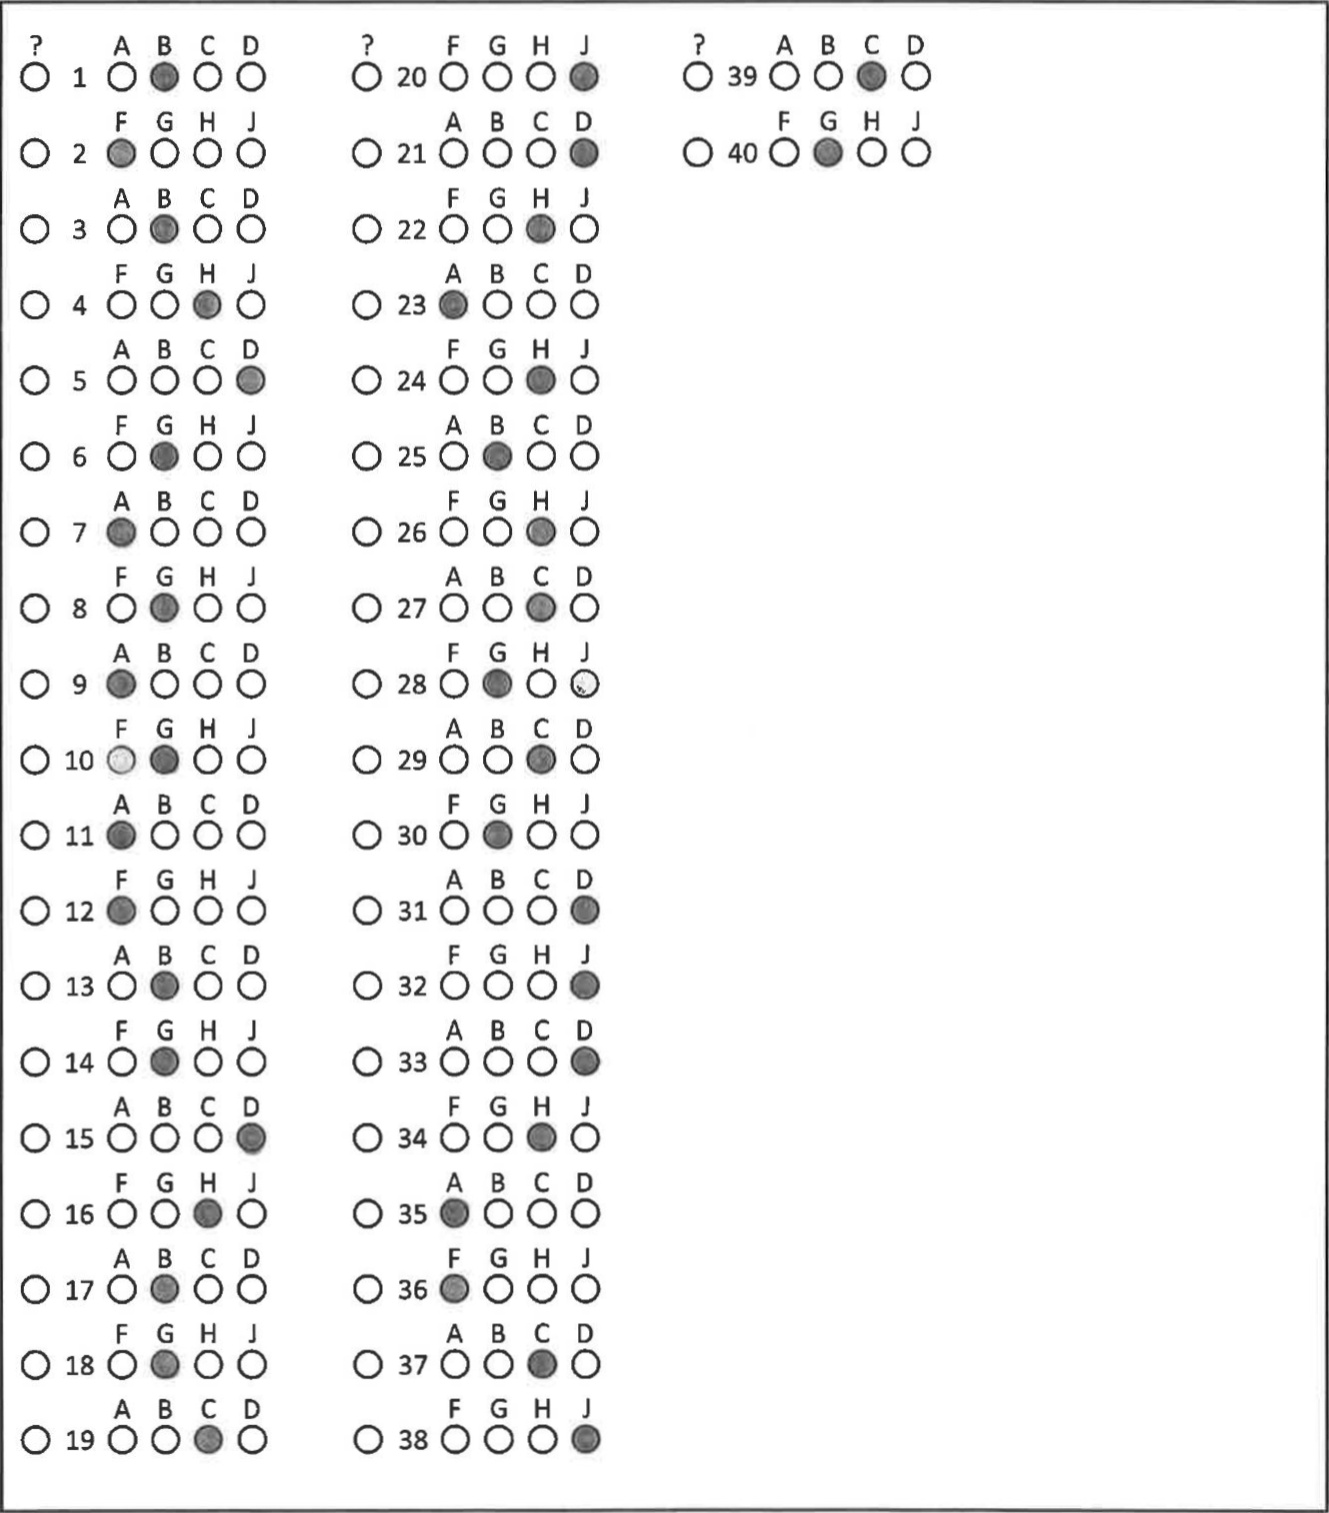 ? A B C D
1
F G H J
2
A B C D
3
F G H J
4
A B C D
5
F G H J
6
A B C D
7
F G H J
8
A B C D
9
F G H J
10
A B C D
11
F G H J
12
A B C D
13
F G H J
14
A B C D
15
F G H J
16
A B C D
17
F G H J
18
A B C D
19
? F G H J
20
A B C D
21
F G H J
22
A B C D
23
F G H J
24
A B C D
25
F G H J
26
A B C D
27
F G H J
28
A B C D
29
F G H J
30
A B C D
31
F G H J
32
A B C D
33
F G H J
34
A B C D
35
F G H J
36
A B C D
37
F G H J
38
? A B C D
39
F G H J
40